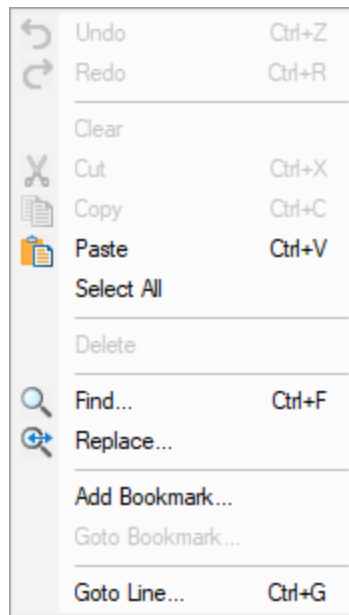 Undo Ctrl+Z
Redo Ctrl+R
Clear
Cut Ctrl+X
Copy Ctrl+C
Paste Ctrl+V
Select All
Delete
Find... Ctrl+F
Replace...
Add Bookmark...
Goto Bookmark...
Goto Line... Ctrl+G